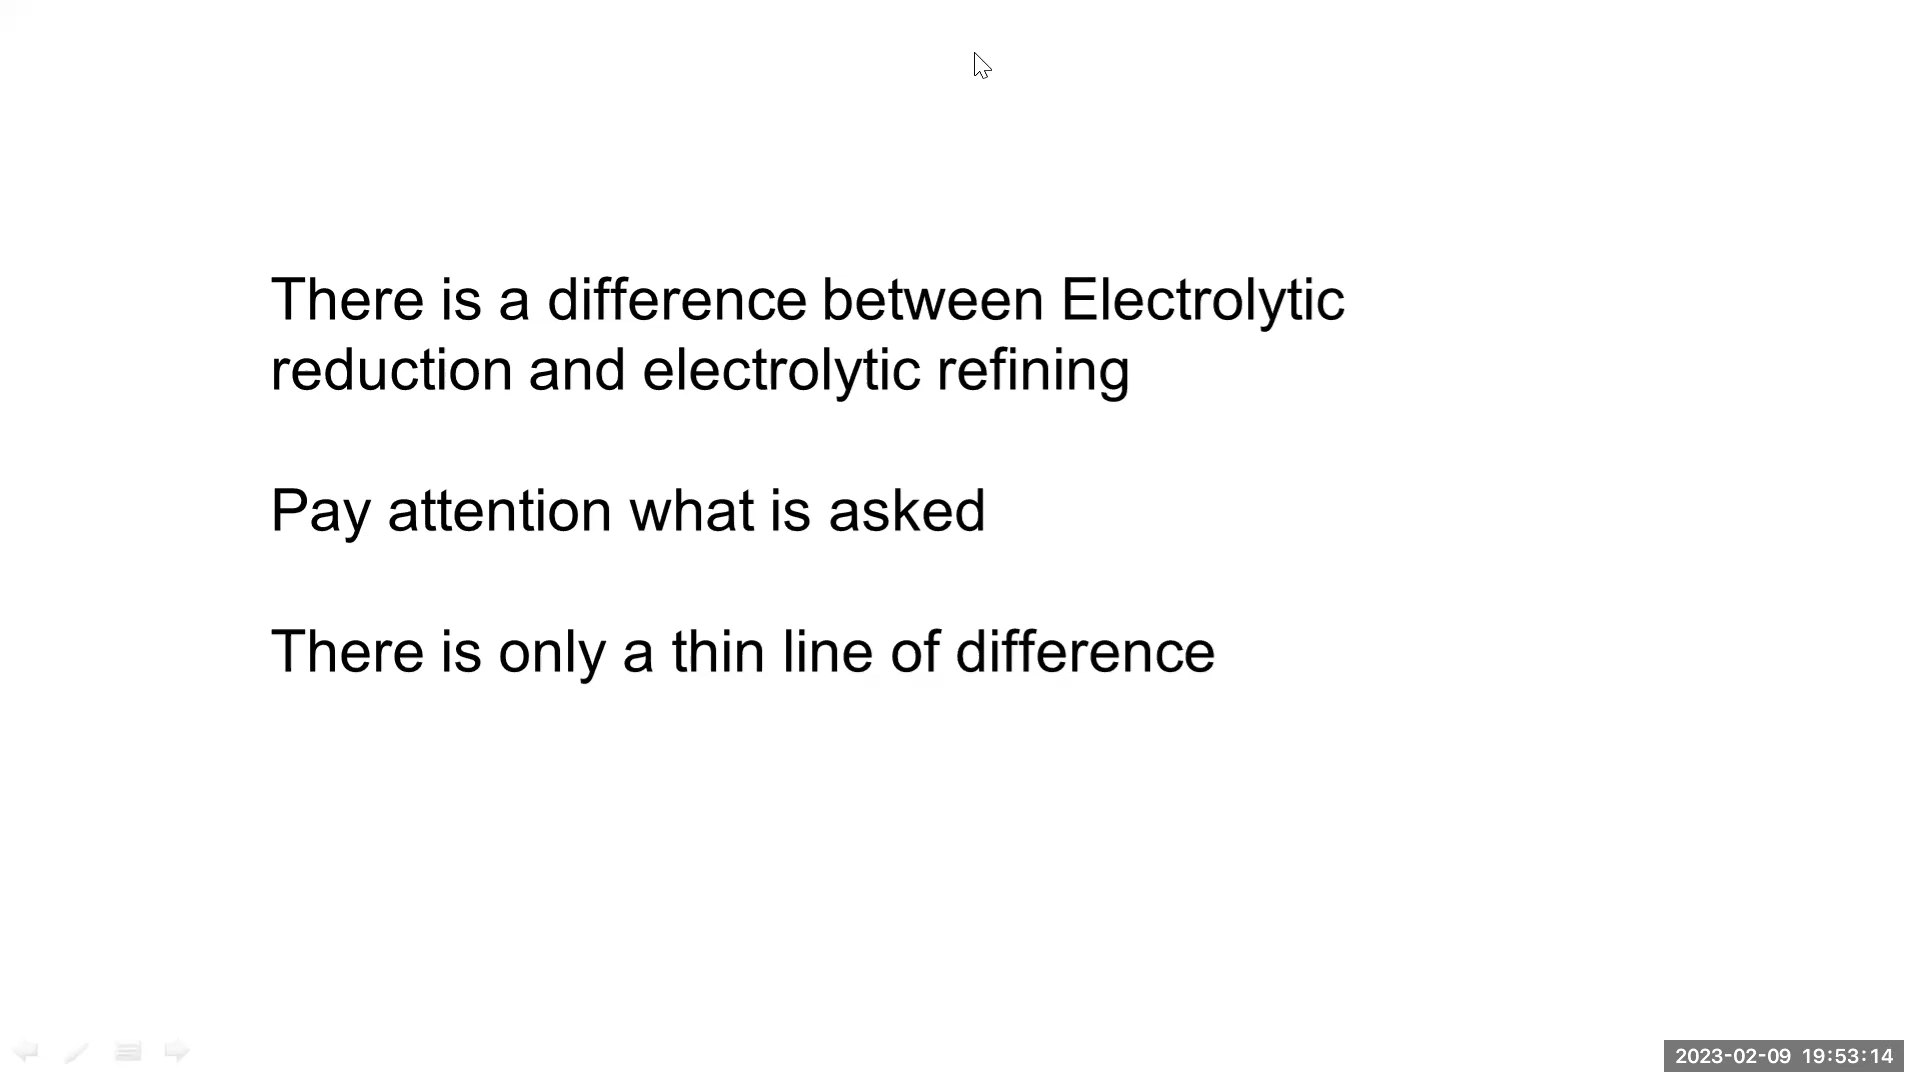 There is a difference between Electrolytic
reduction and electrolytic refining
Pay attention what is asked
There is only a thin line of difference
2023-02-09 19:53:14